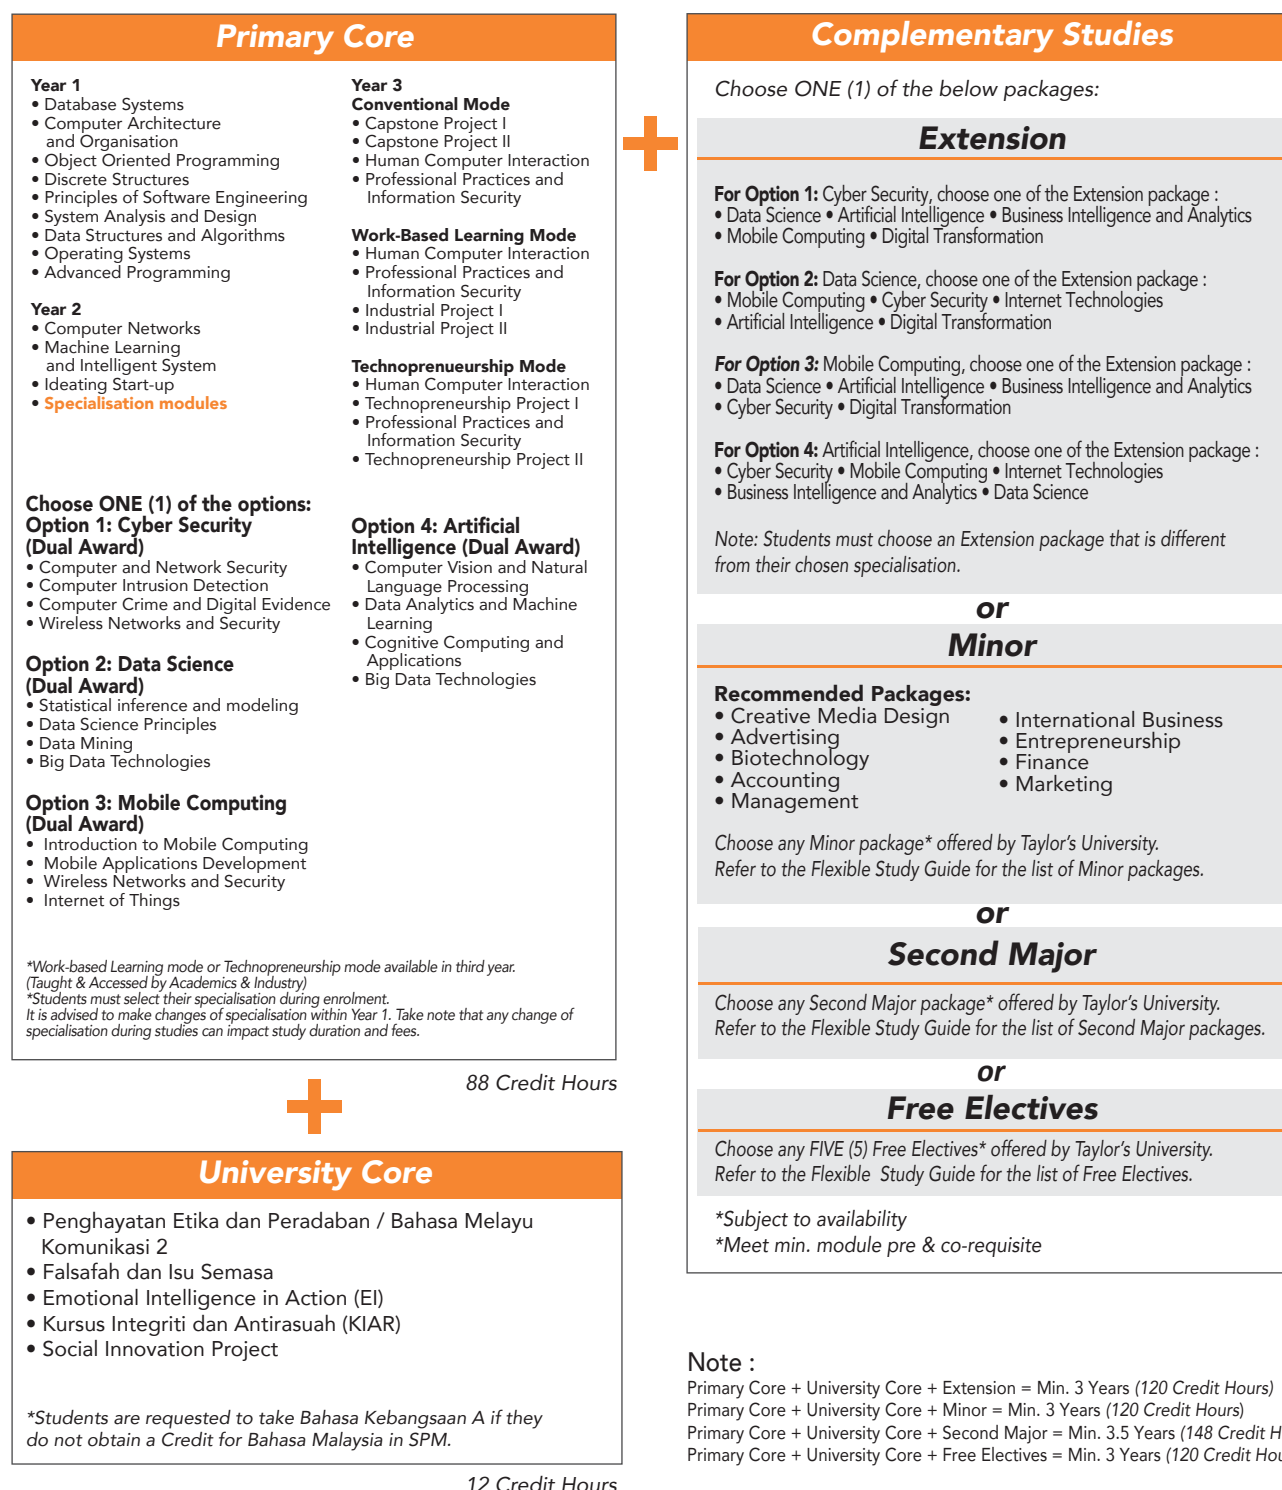 Primary Core
Year 1
• Database Systems
• Computer Architecture
and Organisation
• Object Oriented Programming
• Discrete Structures
• Principles of Software Engineering
• System Analysis and Design
• Data Structures and Algorithms
• Operating Systems
• Advanced Programming
Year 2
• Computer Networks
• Machine Learning
and Intelligent System
• Ideating Start-up
• Specialisation modules
Year 3
Conventional Mode
• Capstone Project I
• Capstone Project II
• Human Computer Interaction
• Professional Practices and
Information Security
Work-Based Learning Mode
• Human Computer Interaction
• Professional Practices and
Information Security
• Industrial Project I
• Industrial Project II
Technoprenueurship Mode
• Human Computer Interaction
• Technopreneurship Project I
• Professional Practices and
Information Security
• Technopreneurship Project II
Choose ONE (1) of the options:
Option 1: Cyber Security
(Dual Award)
• Computer and Network Security
• Computer Intrusion Detection
• Computer Crime and Digital Evidence
• Wireless Networks and Security
Option 2: Data Science
(Dual Award)
• Statistical inference and modeling
• Data Science Principles
• Data Mining
• Big Data Technologies
Option 3: Mobile Computing
(Dual Award)
• Introduction to Mobile Computing
• Mobile Applications Development
• Wireless Networks and Security
• Internet of Things
Option 4: Artificial
Intelligence (Dual Award)
• Computer Vision and Natural
Language Processing
• Data Analytics and Machine
Learning
• Cognitive Computing and
Applications
• Big Data Technologies
*Work-based Learning mode or Technopreneurship mode available in third year.
(Taught & Accessed by Academics & Industry)
*Students must select their specialisation during enrolment.
It is advised to make changes of specialisation within Year 1. Take note that any change of
specialisation during studies can impact study duration and fees.
88 Credit Hours
+
University Core
• Penghayatan Etika dan Peradaban / Bahasa Melayu
Komunikasi 2
• Falsafah dan Isu Semasa
• Emotional Intelligence in Action (EI)
• Kursus Integriti dan Antirasuah (KIAR)
• Social Innovation Project
*Students are requested to take Bahasa Kebangsaan A if they
do not obtain a Credit for Bahasa Malaysia in SPM.
12 Credit Hours
+
Complementary Studies
Choose ONE (1) of the below packages:
Extension
For Option 1: Cyber Security, choose one of the Extension package :
• Data Science • Artificial Intelligence • Business Intelligence and Analytics
• Mobile Computing • Digital Transformation
For Option 2: Data Science, choose one of the Extension package :
• Mobile Computing • Cyber Security • Internet Technologies
• Artificial Intelligence • Digital Transformation
For Option 3: Mobile Computing, choose one of the Extension package :
• Data Science • Artificial Intelligence • Business Intelligence and Analytics
• Cyber Security • Digital Transformation
For Option 4: Artificial Intelligence, choose one of the Extension package :
• Cyber Security • Mobile Computing • Internet Technologies
• Business Intelligence and Analytics • Data Science
Note: Students must choose an Extension package that is different
from their chosen specialisation.
or
Minor
Recommended Packages:
• Creative Media Design
• Advertising
• Biotechnology
• Accounting
• Management
• International Business
• Entrepreneurship
• Finance
• Marketing
Choose any Minor package* offered by Taylor's University.
Refer to the Flexible Study Guide for the list of Minor packages.
or
Second Major
Choose any Second Major package* offered by Taylor's University.
Refer to the Flexible Study Guide for the list of Second Major packages.
or
Free Electives
Choose any FIVE (5) Free Electives* offered by Taylor's University.
Refer to the Flexible Study Guide for the list of Free Electives.
*Subject to availability
*Meet min. module pre & co-requisite
Note :
Primary Core + University Core + Extension = Min. 3 Years (120 Credit Hours)
Primary Core + University Core + Minor = Min. 3 Years (120 Credit Hours)
Primary Core + University Core + Second Major = Min. 3.5 Years (148 Credit H
Primary Core + University Core + Free Electives = Min. 3 Years (120 Credit Hou